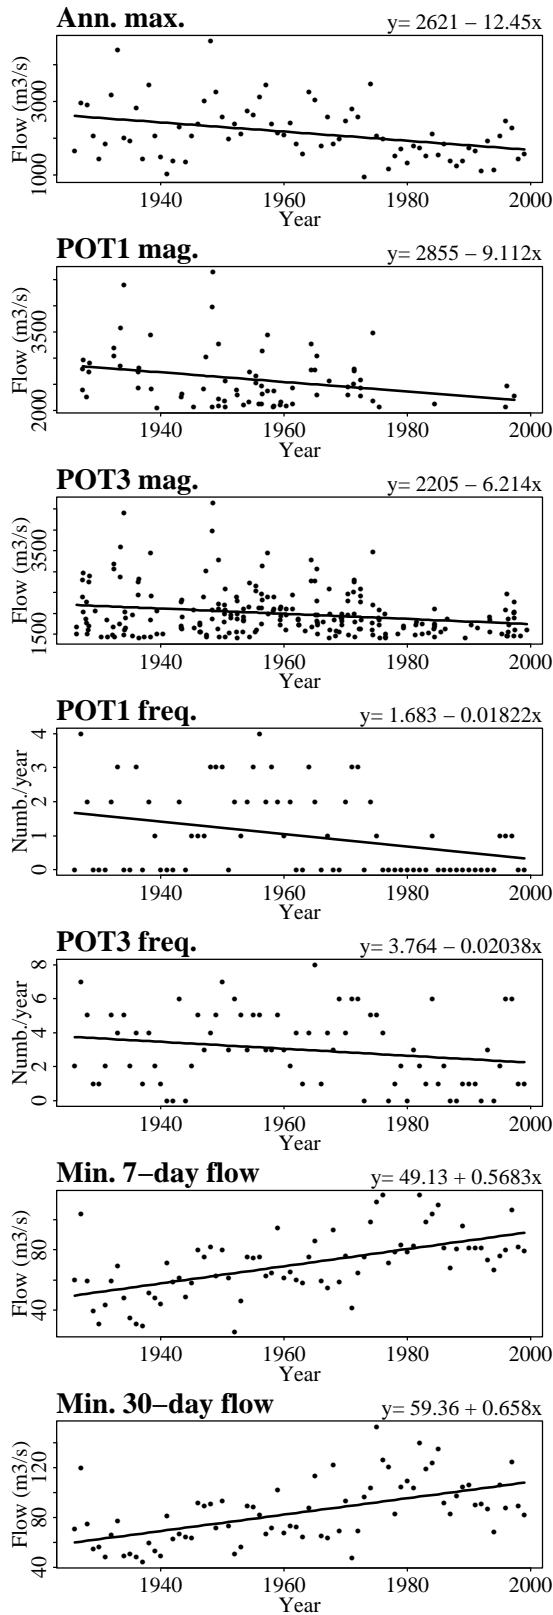 Ann. max.
y= 2621 − 12.45x
Flow (m3/s)
1000 3000
1940 1960 1980 2000
Year
POT1 mag.
y= 2855 − 9.112x
Flow (m3/s)
2000 3500
1940 1960 1980 2000
Year
POT3 mag.
y= 2205 − 6.214x
Flow (m3/s)
1500 3500
1940 1960 1980 2000
Year
POT1 freq.
y= 1.683 − 0.01822x
Numb./year
0 1 2 3 4
1940 1960 1980 2000
Year
POT3 freq.
y= 3.764 − 0.02038x
Numb./year
0 2 4 6 8
1940 1960 1980 2000
Year
Min. 7−day flow
y= 49.13 + 0.5683x
Flow (m3/s)
40 80
1940 1960 1980 2000
Year
Min. 30−day flow
y= 59.36 + 0.658x
Flow (m3/s)
40 80 120
1940 1960 1980 2000
Year